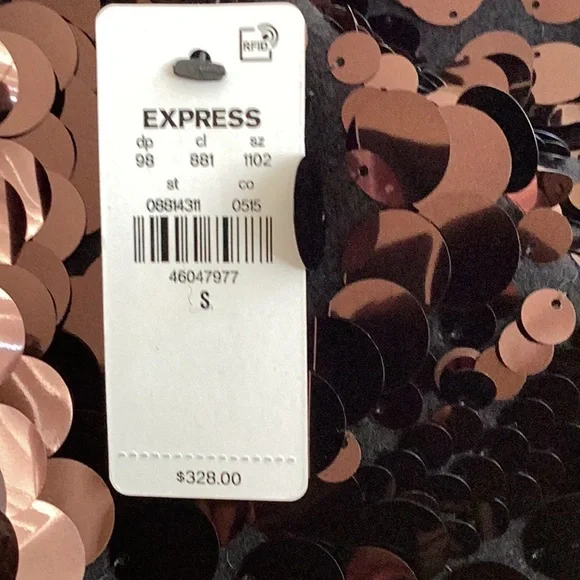 RFID
EXPRESS
dp cl sz
98 881 1102
st co
08814311 0515
46047977
S
$328.00